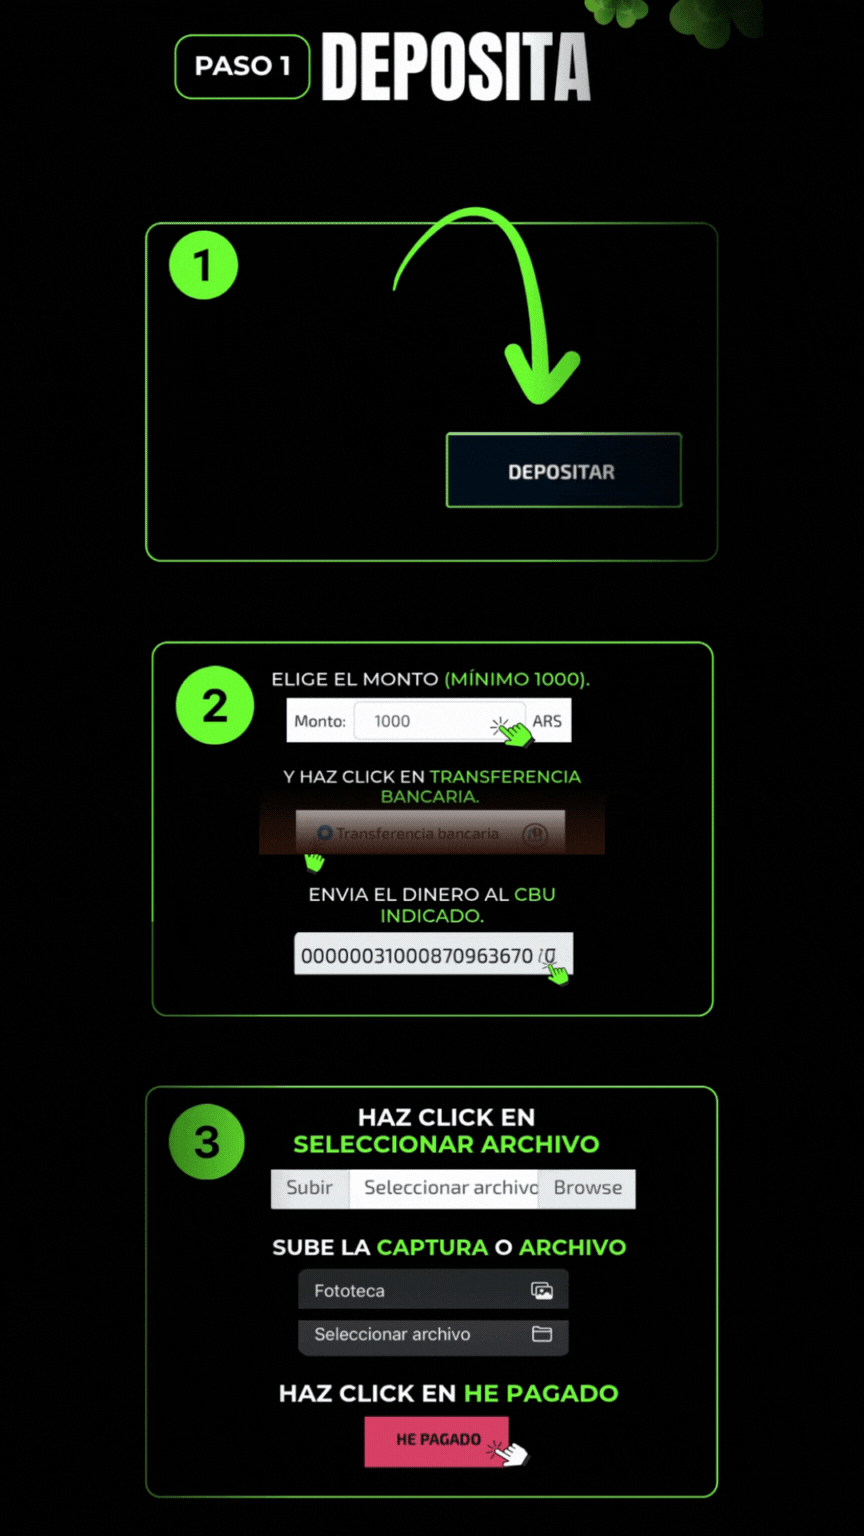 PASO 1 DEPOSITA
1
DEPOSITAR
2
ELIGE EL MONTO (MÍNIMO 1000).
Monto: 1000 ARS
Y HAZ CLICK EN TRANSFERENCIA
BANCARIA.
Transferencia bancaria
ENVIA EL DINERO AL CBU
INDICADO.
00000031000870963670
3
HAZ CLICK EN
SELECCIONAR ARCHIVO
Subir Seleccionar archivo Browse
SUBE LA CAPTURA O ARCHIVO
Fototeca
Seleccionar archivo
HAZ CLICK EN HE PAGADO
HE PAGADO